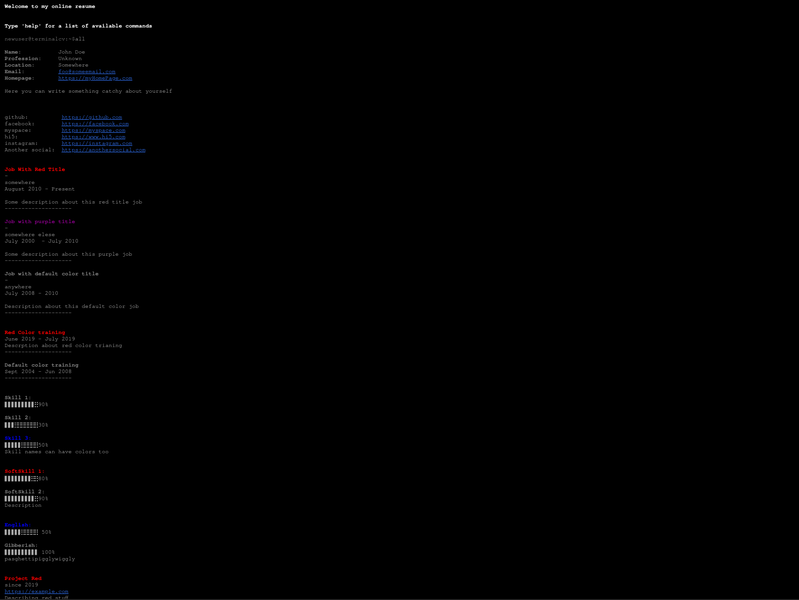 Welcome to my online resume
Type 'help' for a list of available commands
newuser@terminalcv:~$all
Name: John Doe
Profession: Unknown
Location: Somewhere
Email: foo@someemail.com
Homepage: https://myHomePage.com
Here you can write something catchy about yourself
github: https://github.com
facebook: https://facebook.com
myspace: https://myspace.com
hi5: https://www.hi5.com
instagram: https://instagram.com
Another social: https://anothersocial.com
Job With Red Title
-
somewhere
August 2010 - Present
Some description about this red title job
--------------------
Job with purple title
-
somewhere elese
July 2000 - July 2010
Some description about this purple job
--------------------
Job with default color title
-
anywhere
July 2008 - 2010
Description about this default color job
--------------------
Red Color training
June 2019 - July 2019
Descrption about red color trianing
--------------------
Default color training
Sept 2004 - Jun 2008
--------------------
Skill 1:
90%
Skill 2:
30%
Skill 3
50%
Skill names can have colors too
SoftSkill 1:
80%
SoftSkill 2:
90%
Description
English
50%
Gibberish:
100%
pasghettipigglywiggly
Project Red
since 2019
https://example.com
Describing red stuff